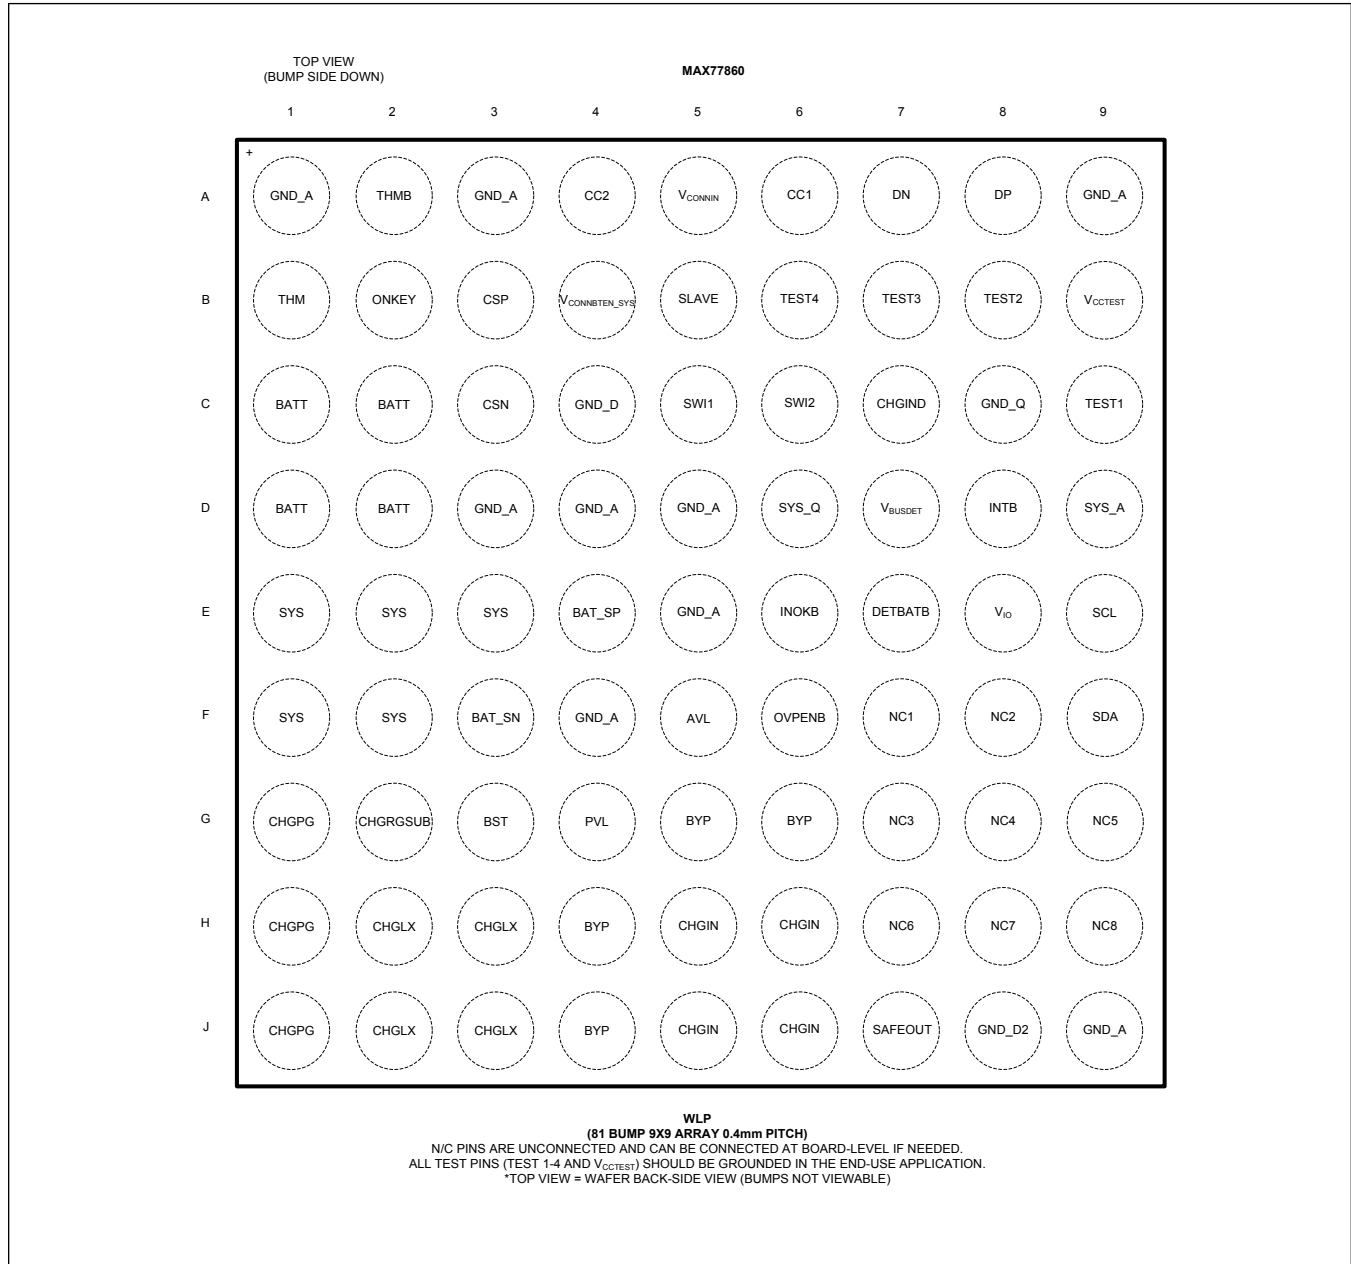 TOP VIEW
(BUMP SIDE DOWN)
MAX77860
1 2 3 4 5 6 7 8 9
+
A GND_A THMB GND_A CC2 VCONNIN CC1 DN DP GND_A
B THM ONKEY CSP VCONNBTEN_SYS SLAVE TEST4 TEST3 TEST2 VCCTEST
C BATT BATT CSN GND_D SWI1 SWI2 CHGIND GND_Q TEST1
D BATT BATT GND_A GND_A GND_A SYS_Q VBUSDET INTB SYS_A
E SYS SYS SYS BAT_SP GND_A INOKB DETBATB VIO SCL
F SYS SYS BAT_SN GND_A AVL OVPENB NC1 NC2 SDA
G CHGPG CHGRGSUB BST PVL BYP BYP NC3 NC4 NC5
H CHGPG CHGLX CHGLX BYP CHGIN CHGIN NC6 NC7 NC8
J CHGPG CHGLX CHGLX BYP CHGIN CHGIN SAFEOUT GND_D2 GND_A
WLP
(81 BUMP 9X9 ARRAY 0.4mm PITCH)
N/C PINS ARE UNCONNECTED AND CAN BE CONNECTED AT BOARD-LEVEL IF NEEDED.
ALL TEST PINS (TEST 1-4 AND VCCTEST) SHOULD BE GROUNDED IN THE END-USE APPLICATION.
*TOP VIEW = WAFER BACK-SIDE VIEW (BUMPS NOT VIEWABLE)